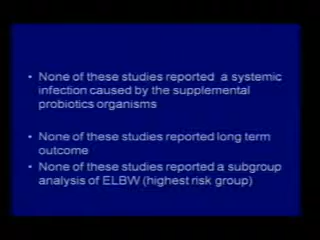 • None of these studies reported a systemic
infection caused by the supplemental
probiotics organisms
• None of these studies reported long term
outcome
• None of these studies reported a subgroup
analysis of ELBW (highest risk group)